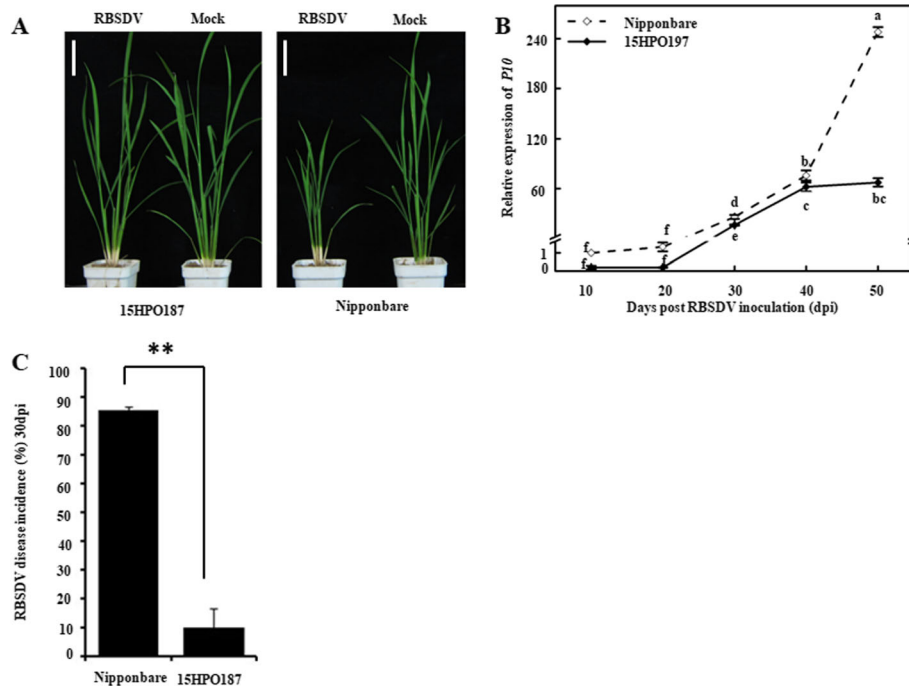 A
RBSDV Mock RBSDV Mock
15HPO187 Nipponbare
B
Nipponbare
15HPO197
Relative expression of P10
240
180
120
60
1
0
f f d b a
f f e c bc
10 20 30 40 50
Days post RBSDV inoculation (dpi)
C
**
RBSDV disease incidence (%) 30dpi
100
90
80
70
60
50
40
30
20
10
0
Nipponbare 15HPO187